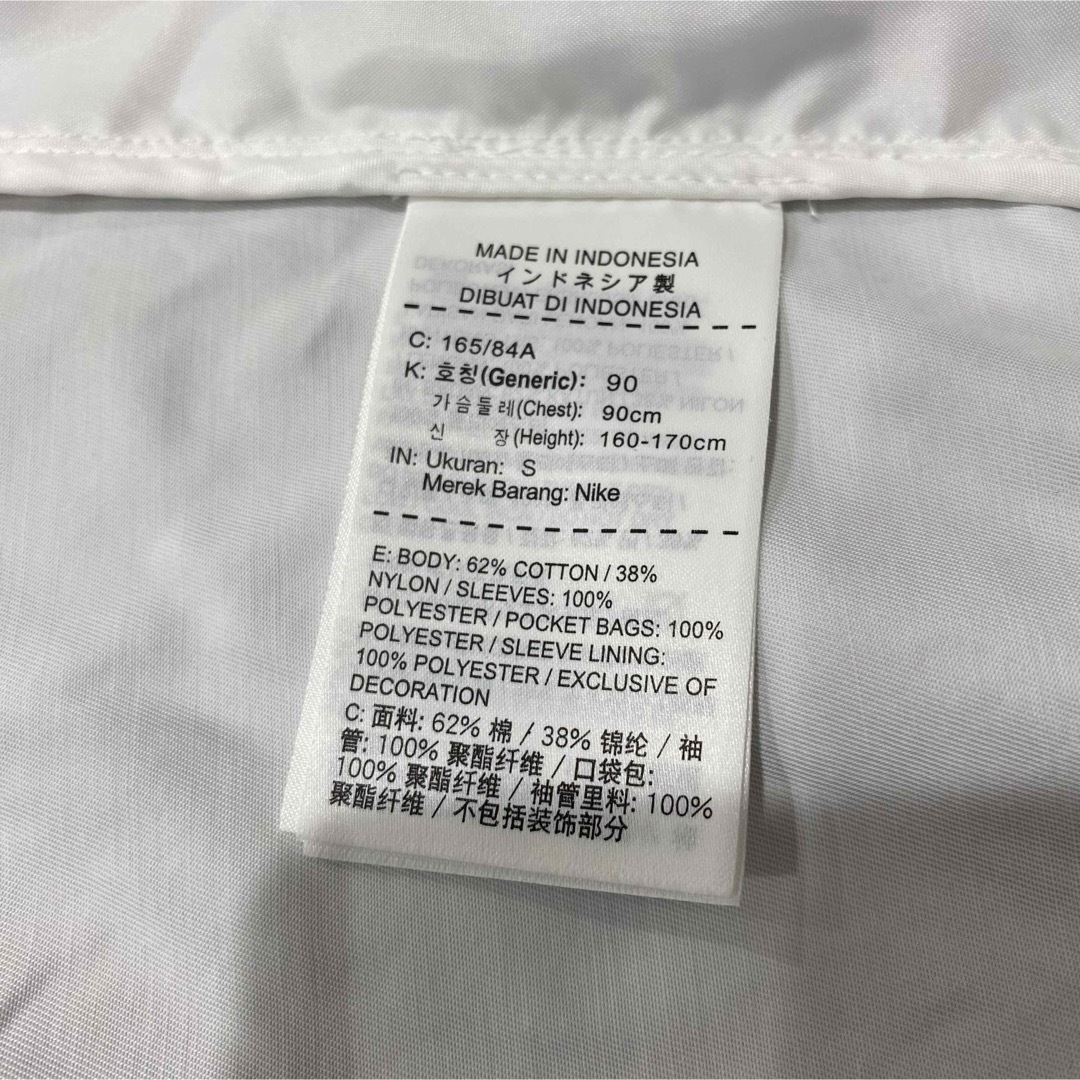 MADE IN INDONESIA
インドネシア製
DIBUAT DI INDONESIA
C: 165/84A
K: 호칭(Generic): 90
가슴둘레(Chest): 90cm
신 장(Height): 160-170cm
IN: Ukuran: S
Merek Barang: Nike
E: BODY: 62% COTTON / 38%
NYLON / SLEEVES: 100%
POLYESTER / POCKET BAGS: 100%
POLYESTER / SLEEVE LINING:
100% POLYESTER / EXCLUSIVE OF
DECORATION
C: 面料: 62% 棉 / 38% 锦纶 / 袖
管: 100% 聚酯纤维 / 口袋包:
100% 聚酯纤维 / 袖管里料: 100%
聚酯纤维 / 不包括装饰部分